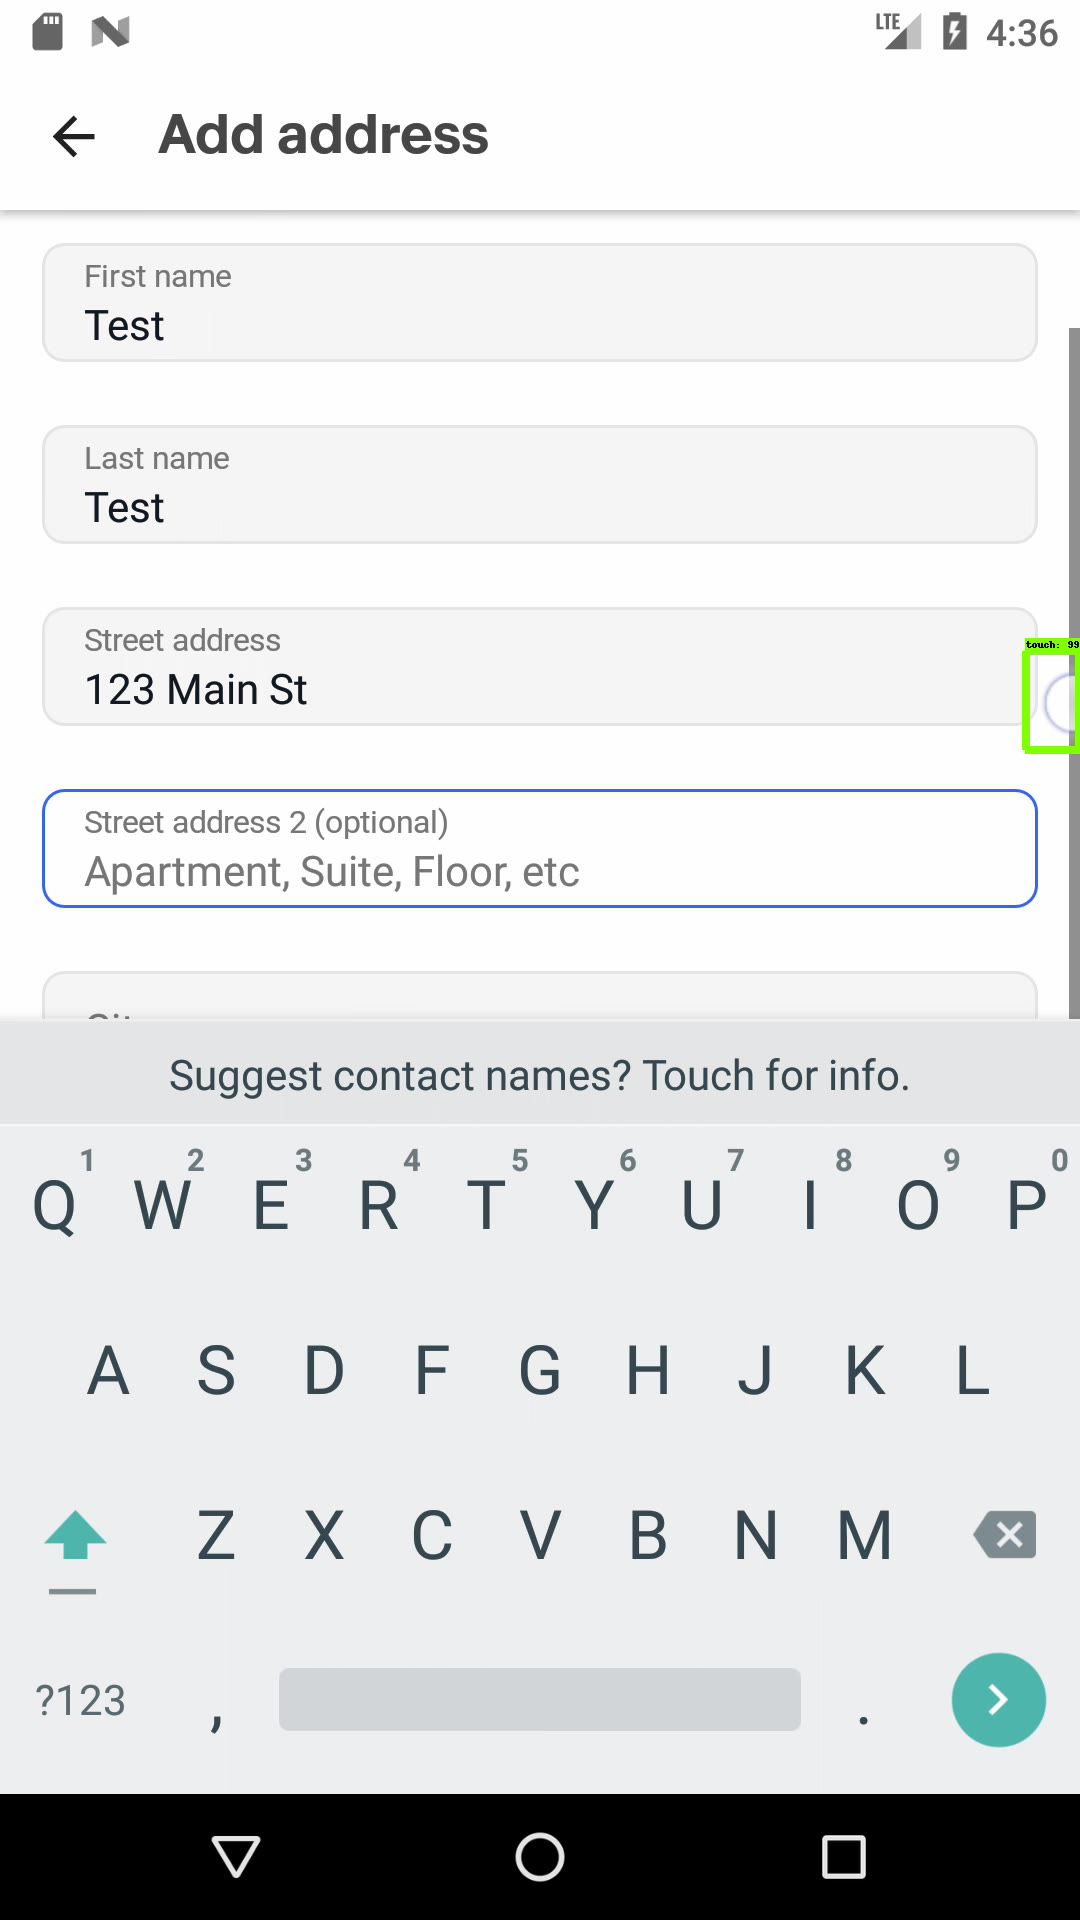 LTE 4:36
Add address
First name
Test
Last name
Test
Street address
123 Main St
touch: 99
Street address 2 (optional)
Apartment, Suite, Floor, etc
Suggest contact names? Touch for info.
1 2 3 4 5 6 7 8 9 0
Q W E R T Y U I O P
A S D F G H J K L
Z X C V B N M
?123 , .